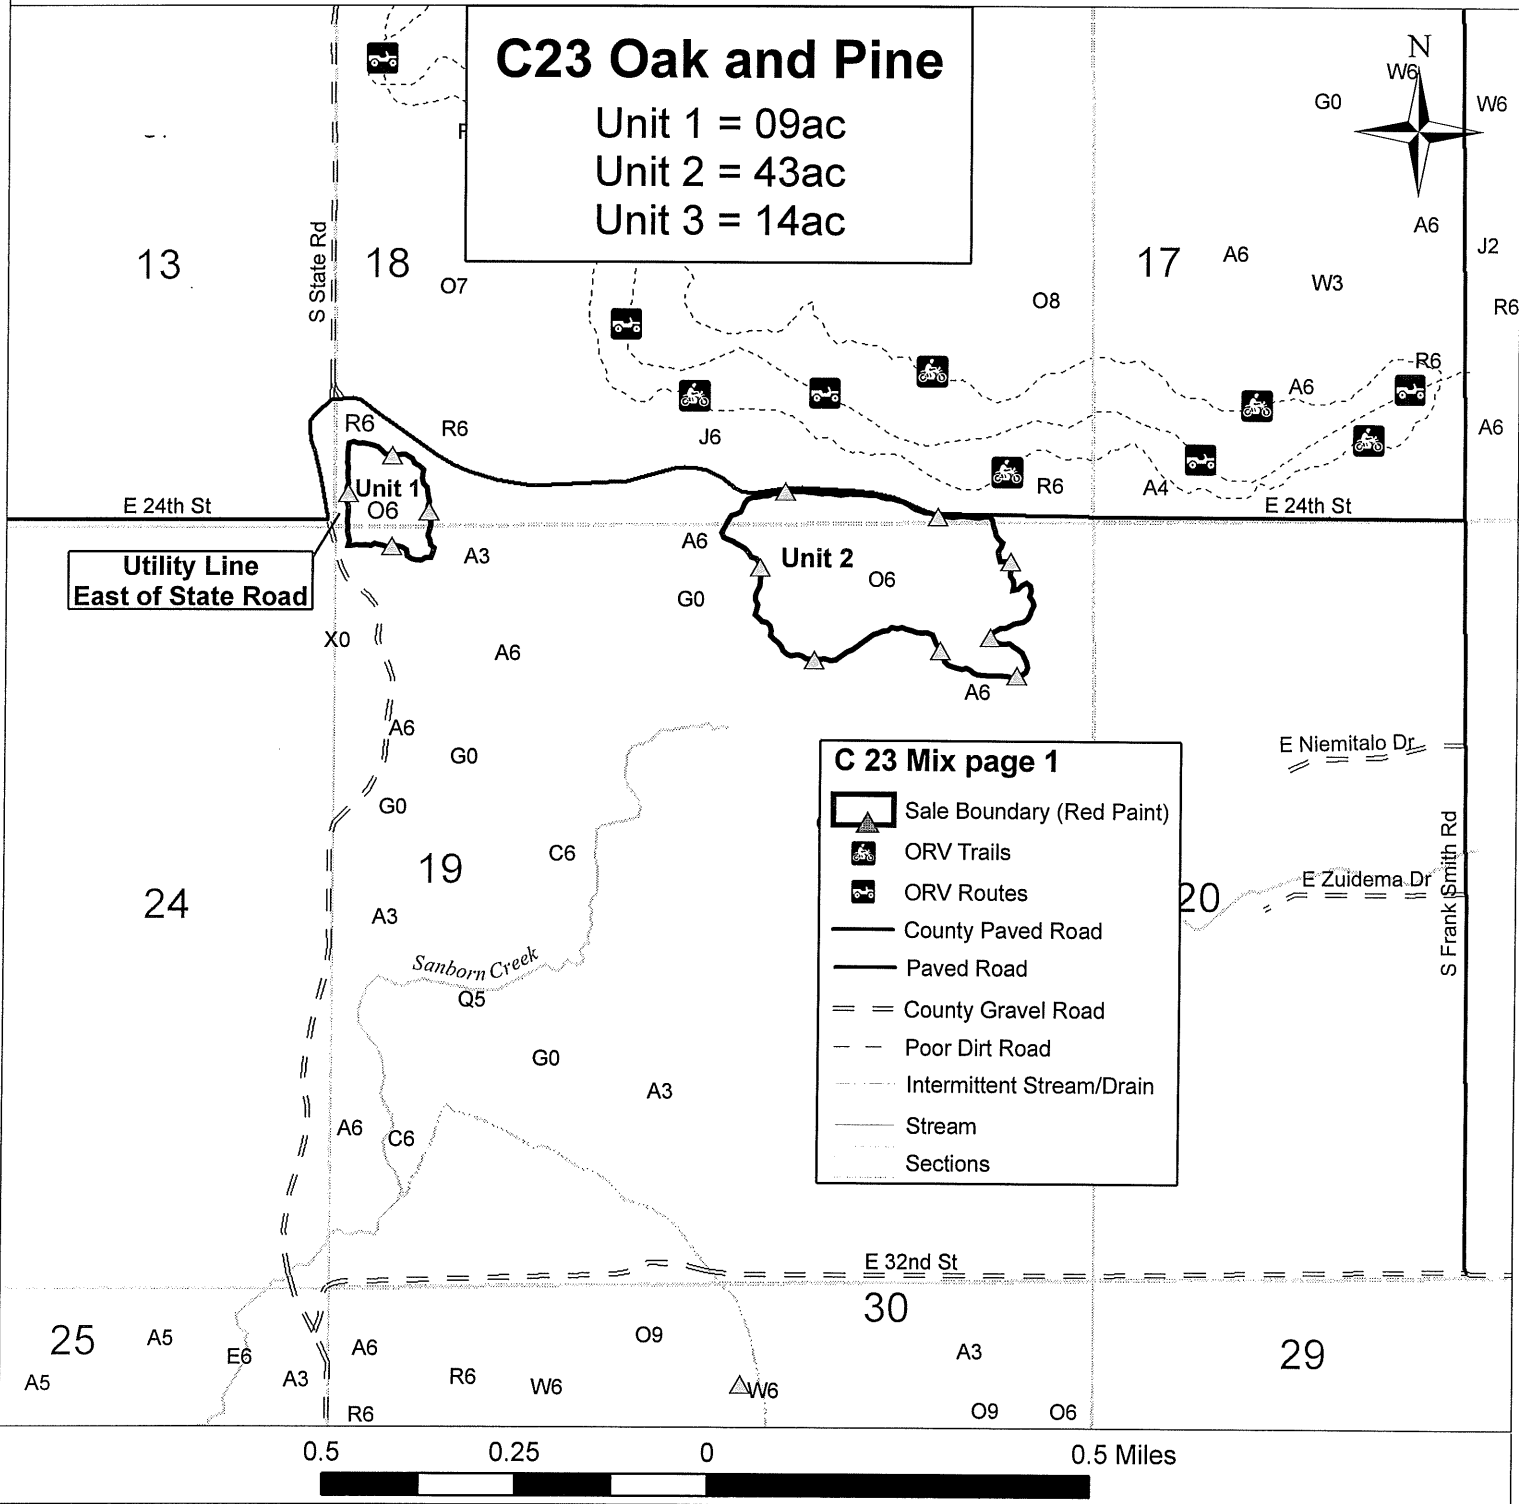 C23 Oak and Pine
Unit 1 = 09ac
Unit 2 = 43ac
Unit 3 = 14ac
N
W6
G0
W6
A6
J2
13
S State Rd
18
O7
O8
17
A6
W3
R6
R6
A6
A6
R6
R6
J6
R6
A4
Unit 1
O6
E 24th St
E 24th St
Utility Line
East of State Road
A3
A6
Unit 2
O6
G0
X0
A6
A6
A6
G0
G0
C6
19
24
A3
Sanborn Creek
Q5
G0
A3
A6
C6
E Niemitalo Dr
S Frank Smith Rd
E Zuidema Dr
20
C 23 Mix page 1
Sale Boundary (Red Paint)
ORV Trails
ORV Routes
County Paved Road
Paved Road
County Gravel Road
Poor Dirt Road
Intermittent Stream/Drain
Stream
Sections
E 32nd St
30
25
A5
A5
E6
A3
A6
R6
R6
W6
O9
W6
A3
O9
O6
29
0.5 0.25 0 0.5 Miles